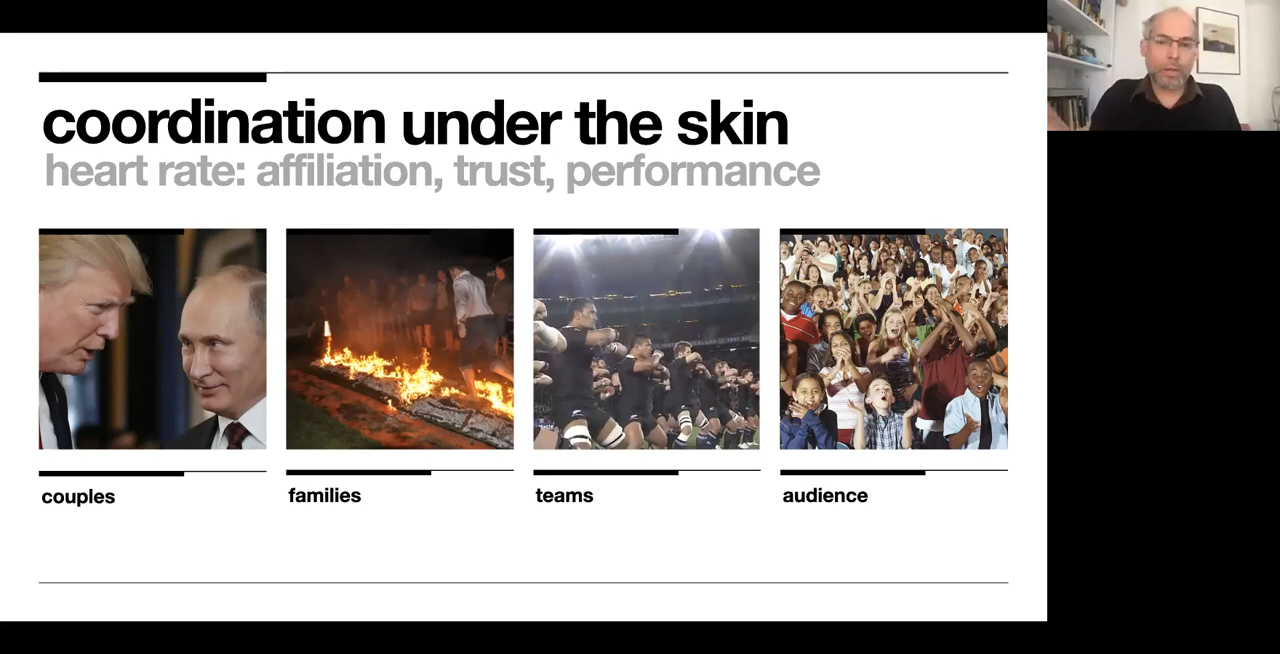 coordination under the skin
heart rate: affiliation, trust, performance
couples
families
teams
audience